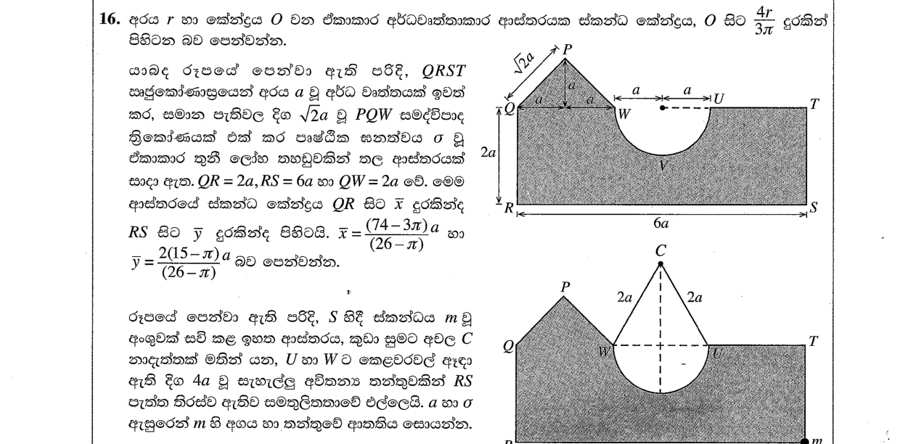 16. අරය r හා කේන්ද්‍රය O වන ඒකාකාර අර්ධවෘත්තාකාර ආස්තරයක ස්කන්ධ කේන්ද්‍රය, O සිට 4r/3π දුරකින්
පිහිටන බව පෙන්වන්න.
යාබද රූපයේ පෙන්වා ඇති පරිදි, QRST
සෘජුකෝණාස්‍රයෙන් අරය a වූ අර්ධ වෘත්තයක් ඉවත්
කර, සමාන පැතිවල දිග √2a වූ PQW සමද්විපාද
ත්‍රිකෝණයක් එක් කර පෘෂ්ඨික ඝනත්වය σ වූ
ඒකාකාර තුනී ලෝහ තහඩුවකින් තල ආස්තරයක්
සාදා ඇත. QR = 2a, RS = 6a හා QW = 2a වේ. මෙම
ආස්තරයේ ස්කන්ධ කේන්ද්‍රය QR සිට x̅ දුරකින්ද
RS සිට y̅ දුරකින්ද පිහිටයි. x̅ = (74 – 3π)a/(26 – π) හා
y̅ = 2(15 – π)a/(26 – π) බව පෙන්වන්න.
රූපයේ පෙන්වා ඇති පරිදි, S හිදී ස්කන්ධය m වූ
අංශුවක් සවි කළ ඉහත ආස්තරය, කුඩා සුමට අචල C
නාදැත්තක් මතින් යන, U හා W ට කෙළවරවල් ඈඳා
ඇති දිග 4a වූ සැහැල්ලු අවිතන්‍ය තන්තුවකින් RS
පැත්ත තිරස්ව ඇතිව සමතුලිතතාවේ එල්ලෙයි. a හා σ
ඇසුරෙන් m හි අගය හා තන්තුවේ ආතතිය සොයන්න.
P
√2a
a
a
a
a
a
Q
W
U
T
2a
V
R
S
6a
C
P
2a
2a
Q
W
U
T
R
m